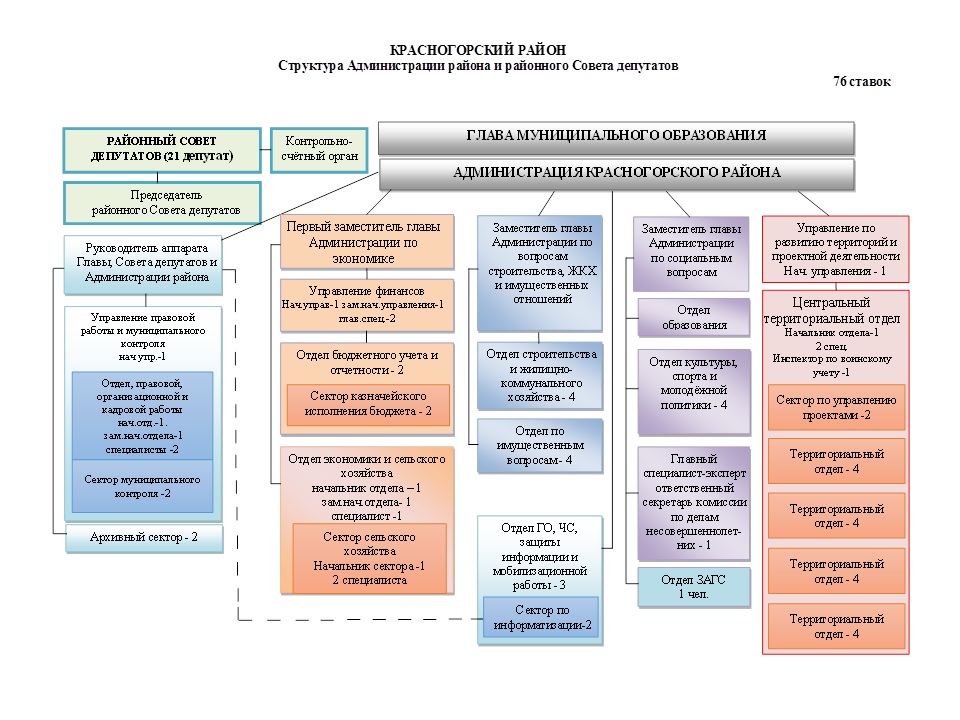 КРАСНОГОРСКИЙ РАЙОН
Структура Администрации района и районного Совета депутатов
76 ставок
РАЙОННЫЙ СОВЕТ
ДЕПУТАТОВ (21 депутат)
Контрольно-
счётный орган
Председатель
районного Совета депутатов
ГЛАВА МУНИЦИПАЛЬНОГО ОБРАЗОВАНИЯ
АДМИНИСТРАЦИЯ КРАСНОГОРСКОГО РАЙОНА
Руководитель аппарата
Главы, Совета депутатов и
Администрации района
Управление правовой
работы и муниципального
контроля
нач упр.-1
Отдел, правовой,
организационной и
кадровой работы
нач.отд.-1.
зам.нач.отдела-1
специалисты -2
Сектор муниципального
контроля -2
Архивный сектор - 2
Первый заместитель главы
Администрации по
экономике
Управление финансов
Нач.управ-1 зам.нач.управления-1
глав.спец.-2
Отдел бюджетного учета и
отчетности - 2
Сектор казначейского
исполнения бюджета - 2
Отдел экономики и сельского
хозяйства
начальник отдела – 1
зам.нач.отдела- 1
специалист -1
Сектор сельского
хозяйства
Начальник сектора -1
2 специалиста
Заместитель главы
Администрации по
вопросам
строительства, ЖКХ
и имущественных
отношений
Отдел строительства
и жилищно-
коммунального
хозяйства - 4
Отдел по
имущественным
вопросам- 4
Отдел ГО, ЧС,
защиты
информации и
мобилизационной
работы - 3
Сектор по
информатизации-2
Заместитель главы
Администрации
по социальным
вопросам
Отдел
образования
Отдел культуры,
спорта и
молодёжной
политики - 4
Главный
специалист-эксперт
ответственный
секретарь комиссии
по делам
несовершеннолет-
них - 1
Отдел ЗАГС
1 чел.
Управление по
развитию территорий и
проектной деятельности
Нач. управления - 1
Центральный
территориальный отдел
Начальник отдела-1
2 спец.
Инспектор по воинскому
учету -1
Сектор по управлению
проектами -2
Территориальный
отдел - 4
Территориальный
отдел - 4
Территориальный
отдел - 4
Территориальный
отдел - 4